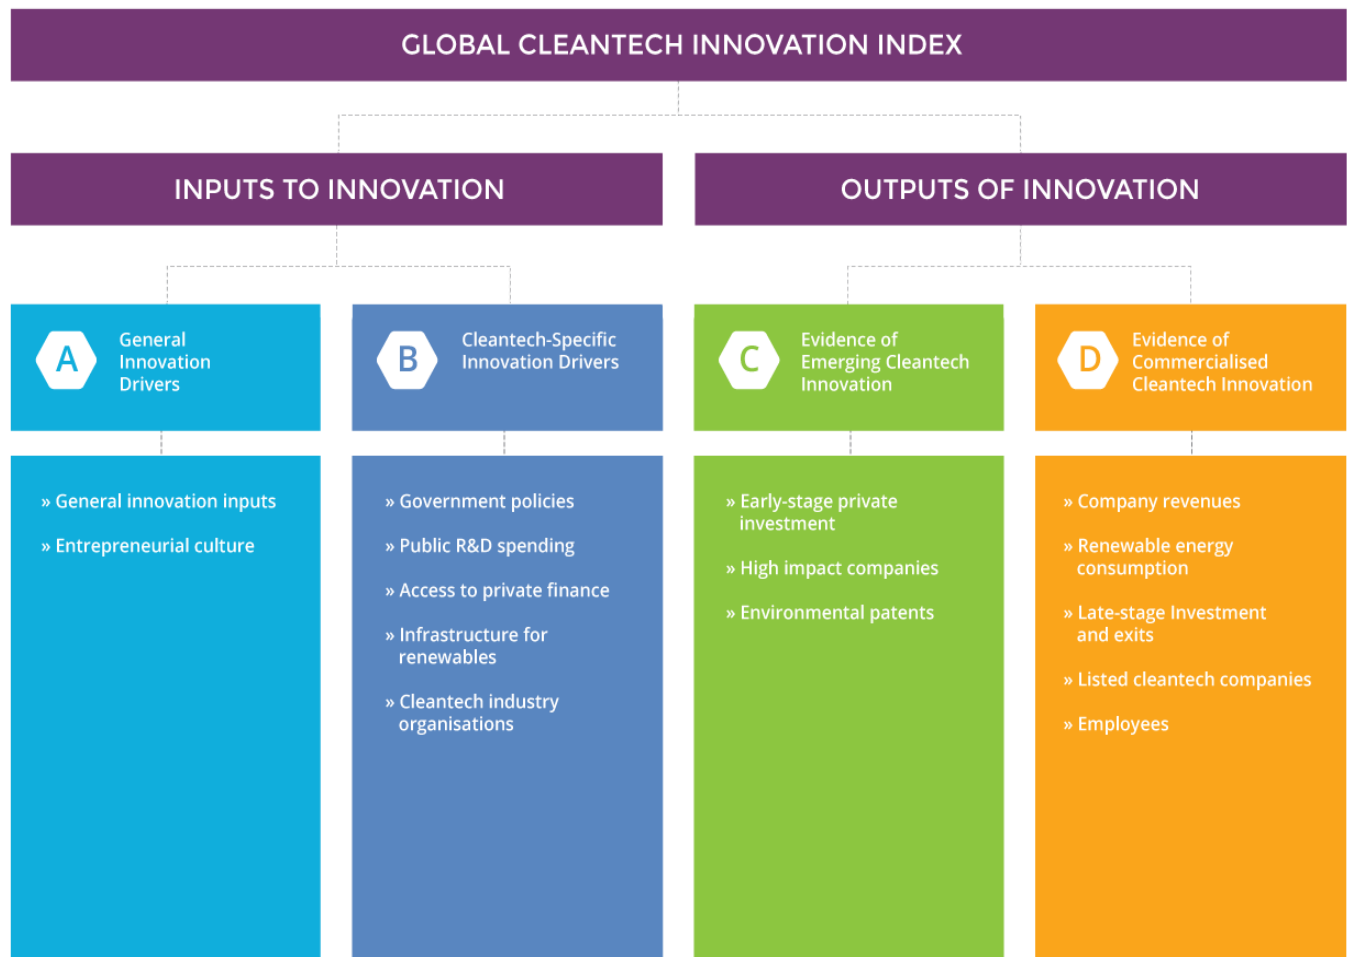 GLOBAL CLEANTECH INNOVATION INDEX
INPUTS TO INNOVATION
OUTPUTS OF INNOVATION
A
General
Innovation
Drivers
B
Cleantech-Specific
Innovation Drivers
C
Evidence of
Emerging Cleantech
Innovation
D
Evidence of
Commercialised
Cleantech Innovation
» General innovation inputs
» Entrepreneurial culture
» Government policies
» Public R&D spending
» Access to private finance
» Infrastructure for
renewables
» Cleantech industry
organisations
» Early-stage private
investment
» High impact companies
» Environmental patents
» Company revenues
» Renewable energy
consumption
» Late-stage Investment
and exits
» Listed cleantech companies
» Employees